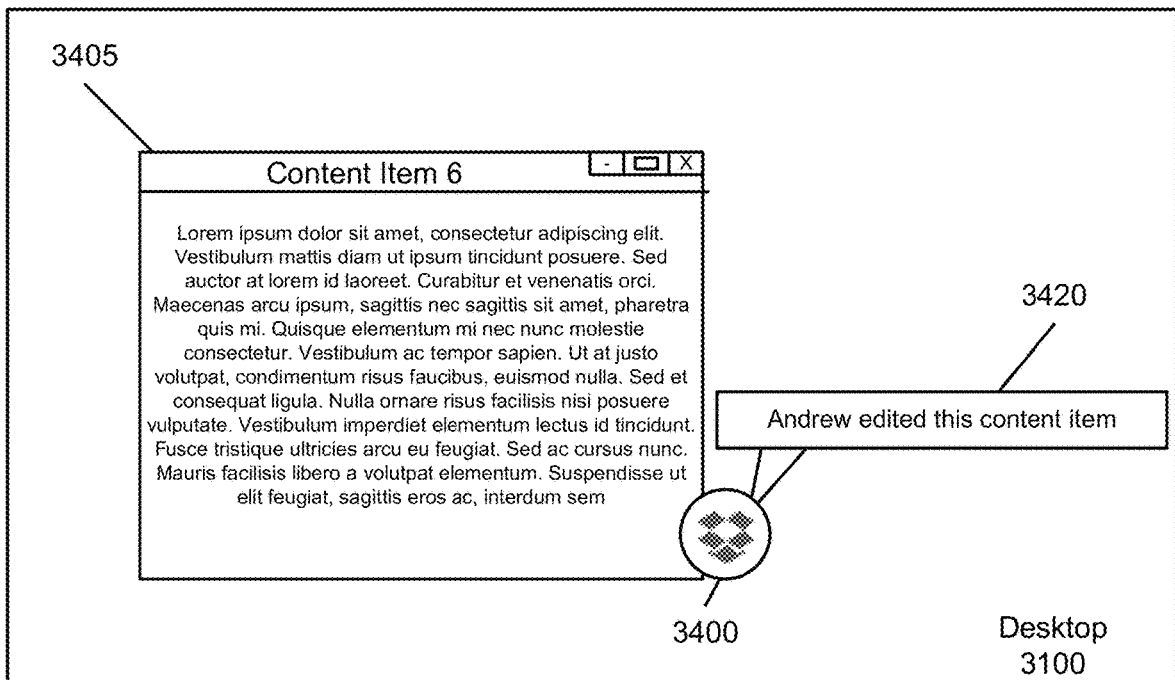 3405
Content Item 6
- X
Lorem ipsum dolor sit amet, consectetur adipiscing elit.
Vestibulum mattis diam ut ipsum tincidunt posuere. Sed
auctor at lorem id laoreet. Curabitur et venenatis orci.
Maecenas arcu ipsum, sagittis nec sagittis sit amet, pharetra
quis mi. Quisque elementum mi nec nunc molestie
consectetur. Vestibulum ac tempor sapien. Ut at justo
volutpat, condimentum risus faucibus, euismod nulla. Sed et
consequat ligula. Nulla ornare risus facilisis nisi posuere
vulputate. Vestibulum imperdiet elementum lectus id tincidunt.
Fusce tristique ultricies arcu eu feugiat. Sed ac cursus nunc.
Mauris facilisis libero a volutpat elementum. Suspendisse ut
elit feugiat, sagittis eros ac, interdum sem
3420
Andrew edited this content item
3400
Desktop
3100